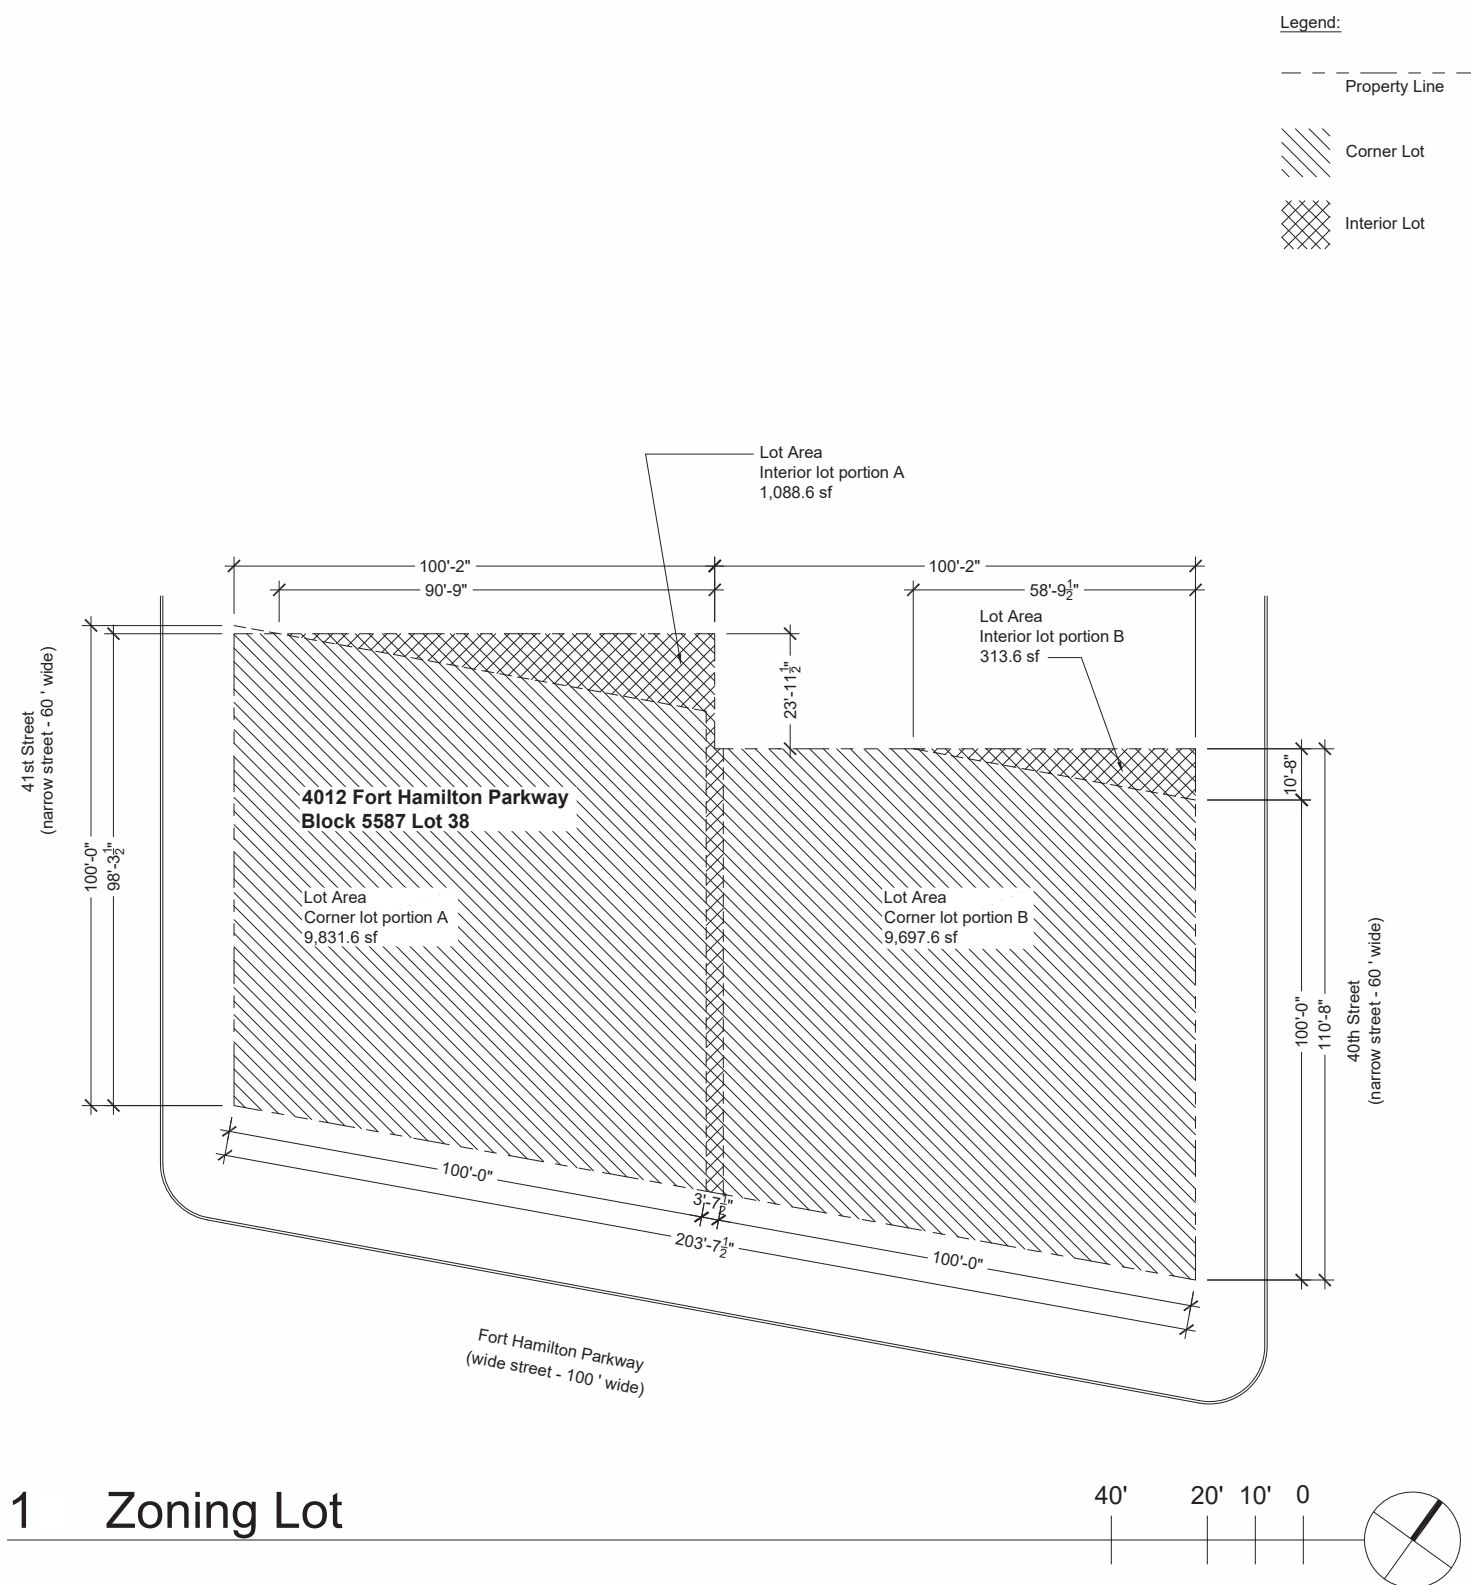 Legend:
Property Line
Corner Lot
Interior Lot
Lot Area
Interior lot portion A
1,088.6 sf
100'-2"
100'-2"
90'-9"
58'-9½"
Lot Area
Interior lot portion B
313.6 sf
23'-11½"
10'-8"
41st Street
(narrow street - 60 ' wide)
100'-0"
98'-3½"
4012 Fort Hamilton Parkway
Block 5587 Lot 38
Lot Area
Corner lot portion A
9,831.6 sf
Lot Area
Corner lot portion B
9,697.6 sf
100'-0"
110'-8"
40th Street
(narrow street - 60 ' wide)
100'-0"
3'-7½"
203'-7½"
100'-0"
Fort Hamilton Parkway
(wide street - 100 ' wide)
1 Zoning Lot
40' 20' 10' 0